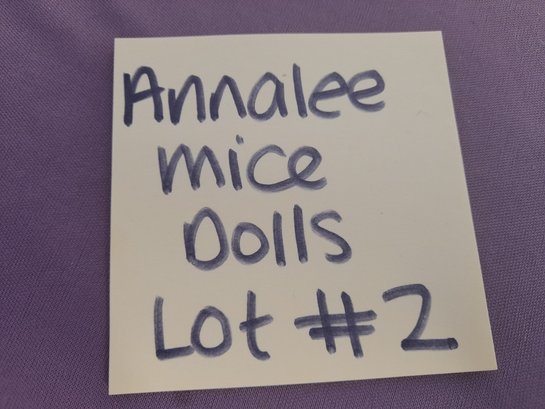 Annalee
mice
Dolls
Lot #2